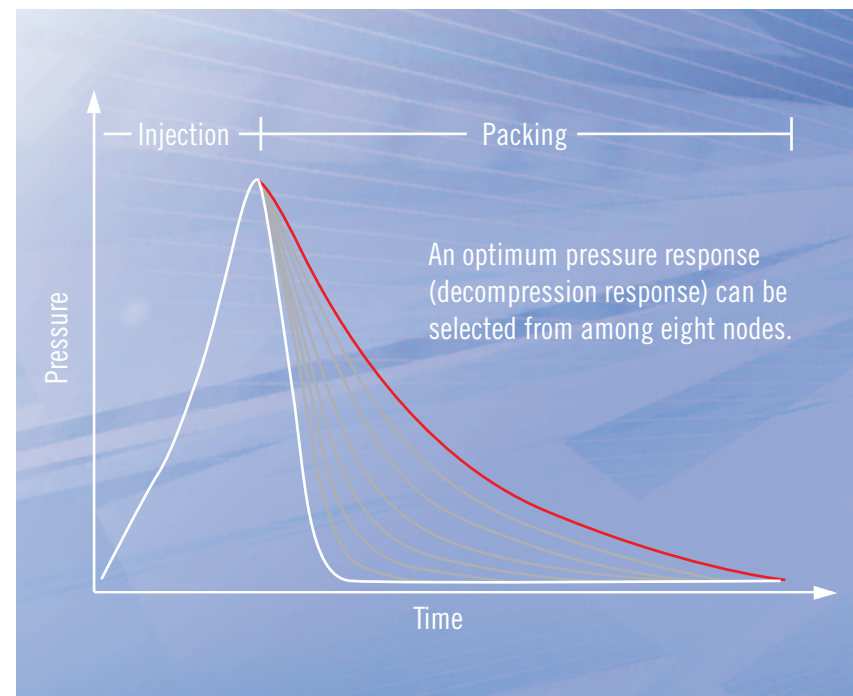 Injection
Packing
An optimum pressure response
(decompression response) can be
selected from among eight nodes.
Pressure
Time